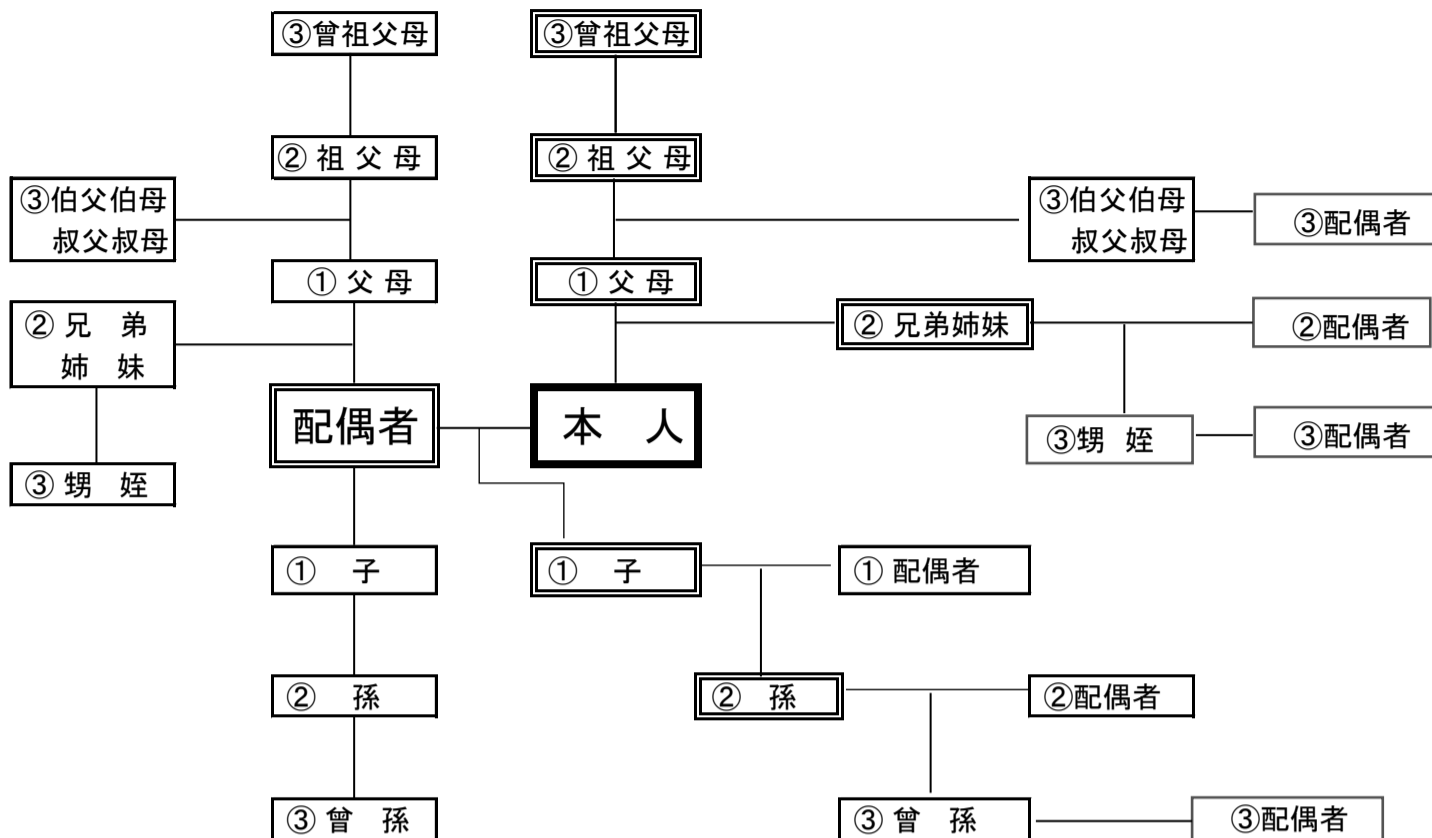 ③曾祖父母
③曾祖父母
② 祖 父 母
② 祖 父 母
③伯父伯母
叔父叔母
③伯父伯母
叔父叔母
③配偶者
① 父 母
① 父 母
② 兄 弟
姉 妹
② 兄弟姉妹
②配偶者
配偶者
本 人
③甥 姪
③配偶者
③ 甥 姪
① 子
① 子
① 配偶者
② 孫
② 孫
②配偶者
③ 曾 孫
③ 曾 孫
③配偶者